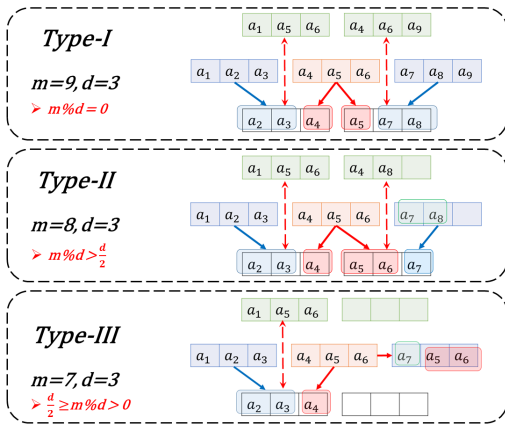 a1 a5 a6 a4 a6 a9
Type-I
a1 a2 a3 a4 a5 a6 a7 a8 a9
m=9,d=3
➢ m%d=0
a2 a3 a4 a5 a7 a8
a1 a5 a6 a4 a8
Type-II
a1 a2 a3 a4 a5 a6 a7 a8
m=8,d=3
➢ m%d>d/2
a2 a3 a4 a5 a6 a7
a1 a5 a6
Type-III
a1 a2 a3 a4 a5 a6 a7 a5 a6
m=7,d=3
➢ d/2≥m%d>0
a2 a3 a4